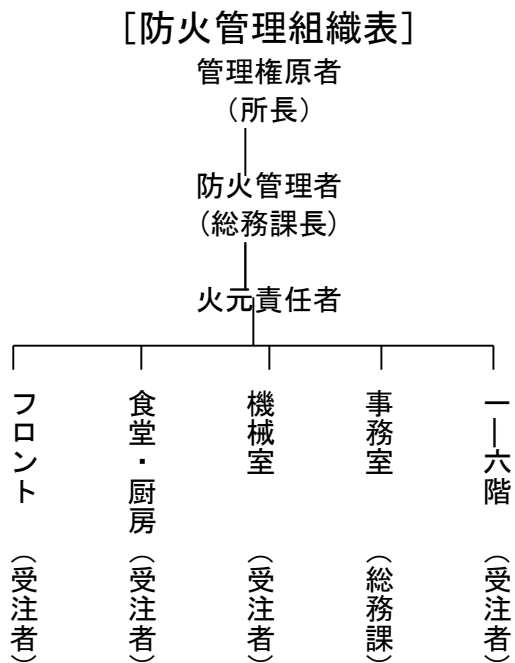 ［防火管理組織表］
管理権原者
（所長）
防火管理者
（総務課長）
火元責任者
一―六階（受注者）
事務室（総務課）
機械室（受注者）
食堂・厨房（受注者）
フロント（受注者）